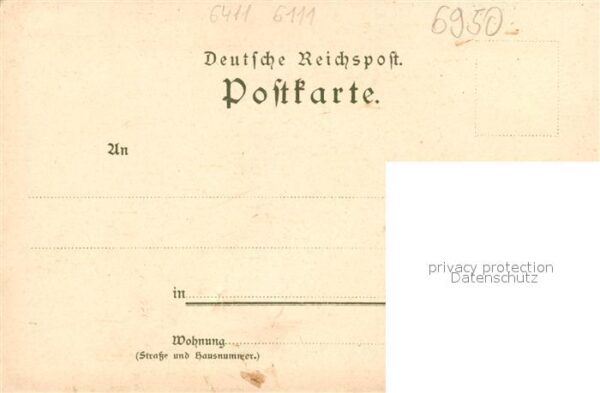 6411 6111
6950
Deutsche Reichspost.
Postkarte.
An
in
Wohnung
(Straße und Hausnummer.)
privacy protection
Datenschutz